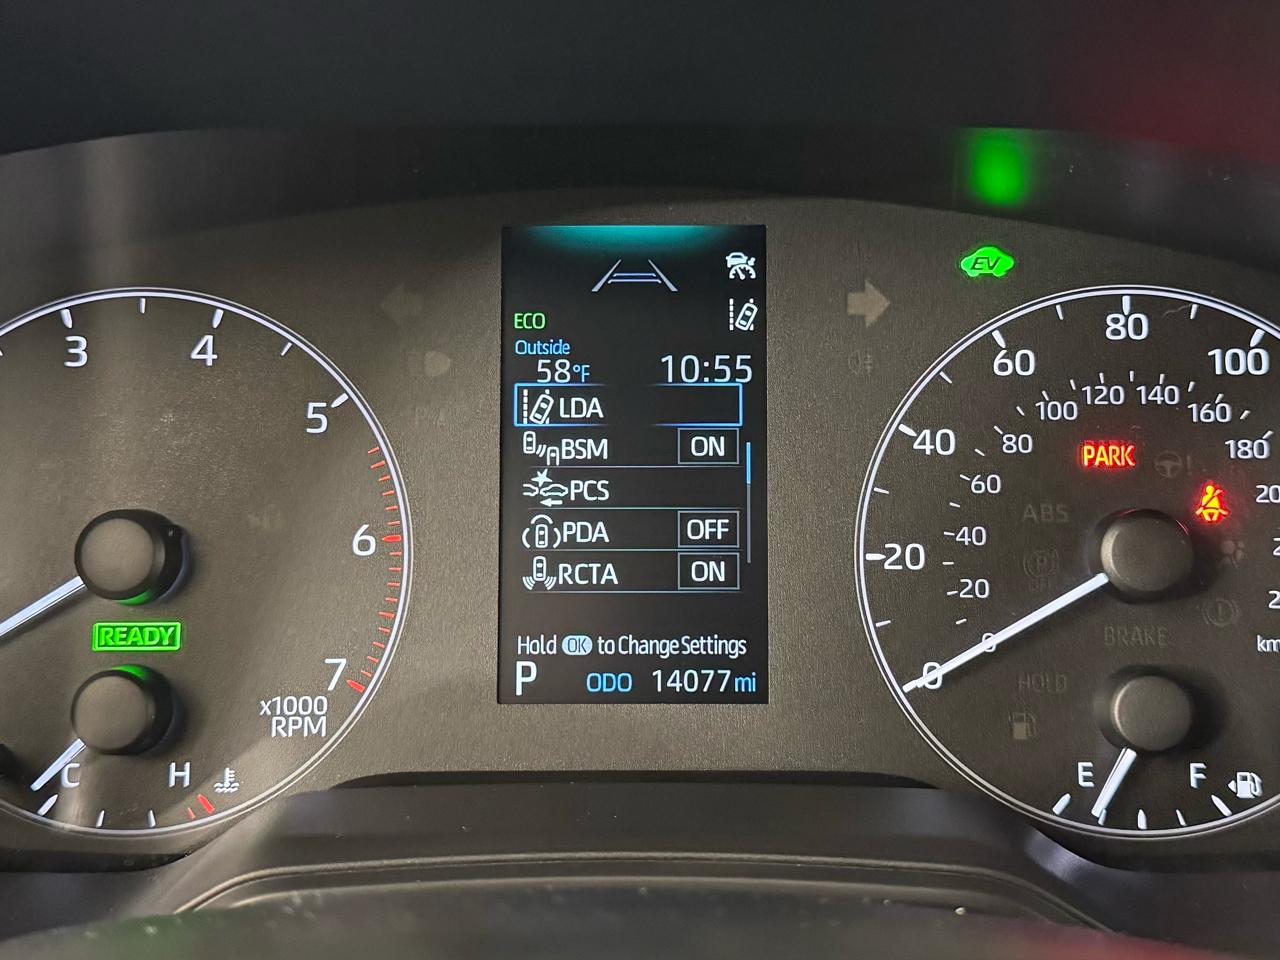 3
4
5
6
7
x1000
RPM
READY
C
H
ECO
Outside
58°F
10:55
LDA
BSM ON
PCS
PDA OFF
RCTA ON
Hold OK to Change Settings
P
ODO 14077 mi
EV
0
20
40
60
80
100
0
20
40
60
80
100
120
140
160
180
PARK
ABS
BRAKE
HOLD
E
F